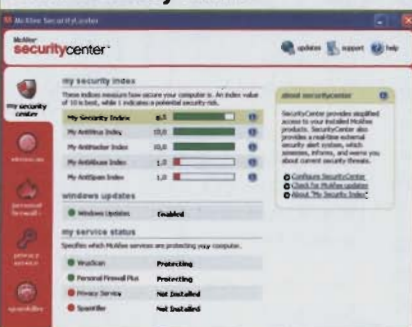 McAfee SecurityCenter
McAfee
securitycenter
updates support help
my security index
These indices measure how secure your computer is. An index value
of 10 is best, while 1 indicates a potential security risk.
My Security Index 8,5
My AntiVirus Index 10,0
My AntiHacker Index 10,0
My AntiAbuse Index 1,0
My AntiSpam Index 1,0
windows updates
Windows Updates Enabled
my service status
Specifies which McAfee services are protecting your computer.
VirusScan Protecting
Personal Firewall Plus Protecting
Privacy Service Not Installed
SpamKiller Not Installed
about securitycenter
SecurityCenter provides simplified
access to your installed McAfee
products. SecurityCenter also
provides a real-time external
security alert system, which
informs, and warns you
about current security threats.
Configure SecurityCenter
Check for McAfee updates
About "My Security Index"
my security
center
virusscan
personal
firewall+
privacy
service
spamkiller